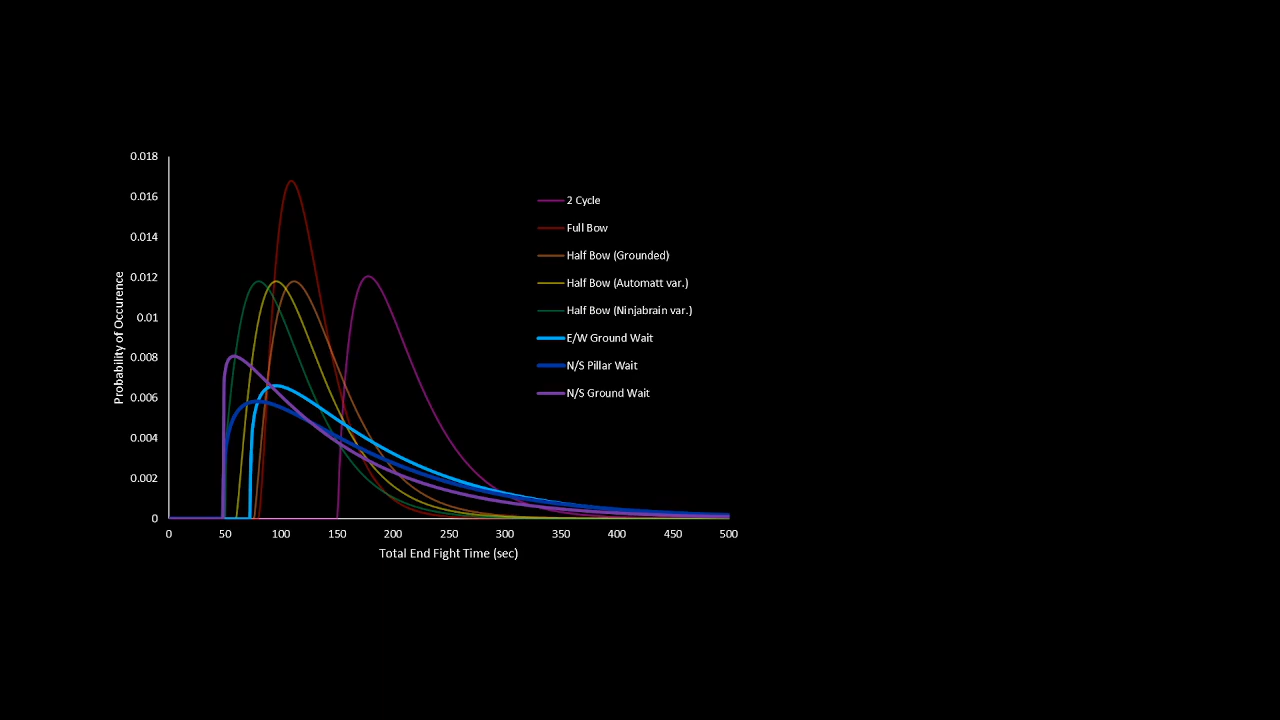 0.018
0.016
0.014
0.012
0.01
0.008
0.006
0.004
0.002
0
Probability of Occurence
0 50 100 150 200 250 300 350 400 450 500
Total End Fight Time (sec)
2 Cycle
Full Bow
Half Bow (Grounded)
Half Bow (Automatt var.)
Half Bow (Ninjabrain var.)
E/W Ground Wait
N/S Pillar Wait
N/S Ground Wait